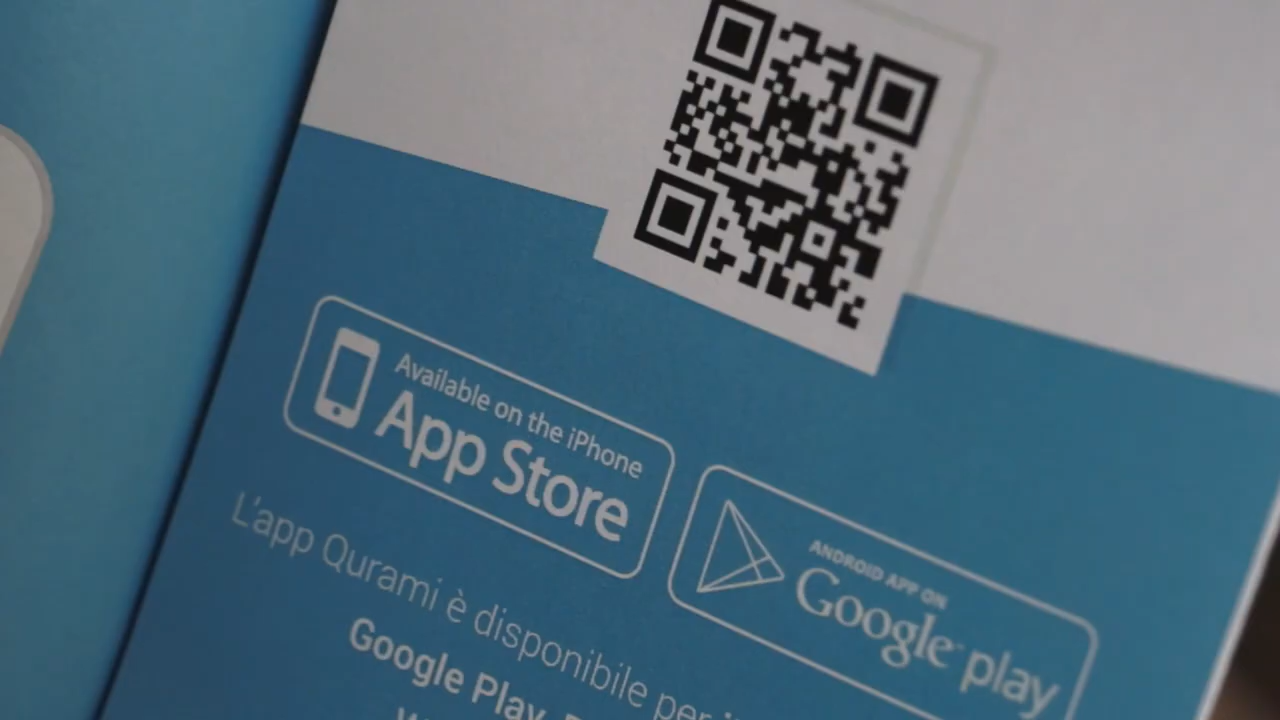 Available on the iPhone
App Store
ANDROID APP ON
Google play
L'app Qurami è disponibile per
Google Play,